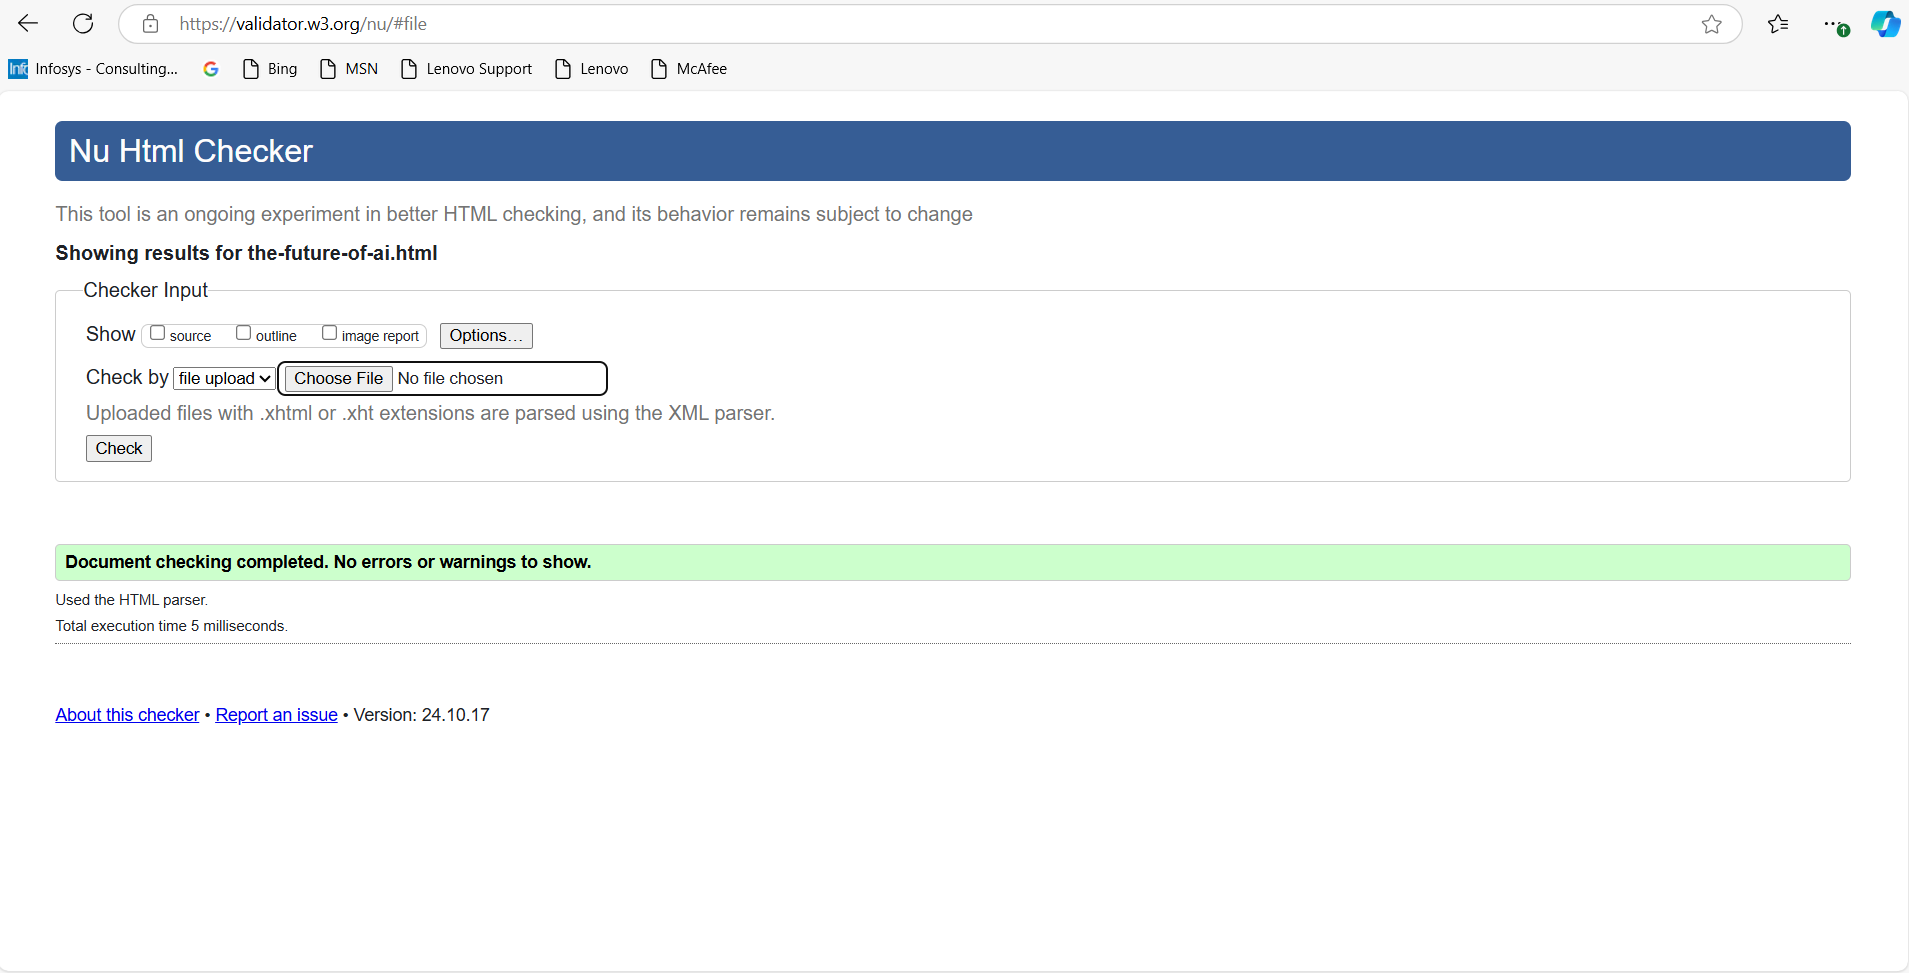 https://validator.w3.org/nu/#file
Info Infosys - Consulting... Bing MSN Lenovo Support Lenovo McAfee
Nu Html Checker
This tool is an ongoing experiment in better HTML checking, and its behavior remains subject to change
Showing results for the-future-of-ai.html
Checker Input
Show source outline image report Options...
Check by file upload Choose File No file chosen
Uploaded files with .xhtml or .xht extensions are parsed using the XML parser.
Check
Document checking completed. No errors or warnings to show.
Used the HTML parser.
Total execution time 5 milliseconds.
About this checker • Report an issue • Version: 24.10.17